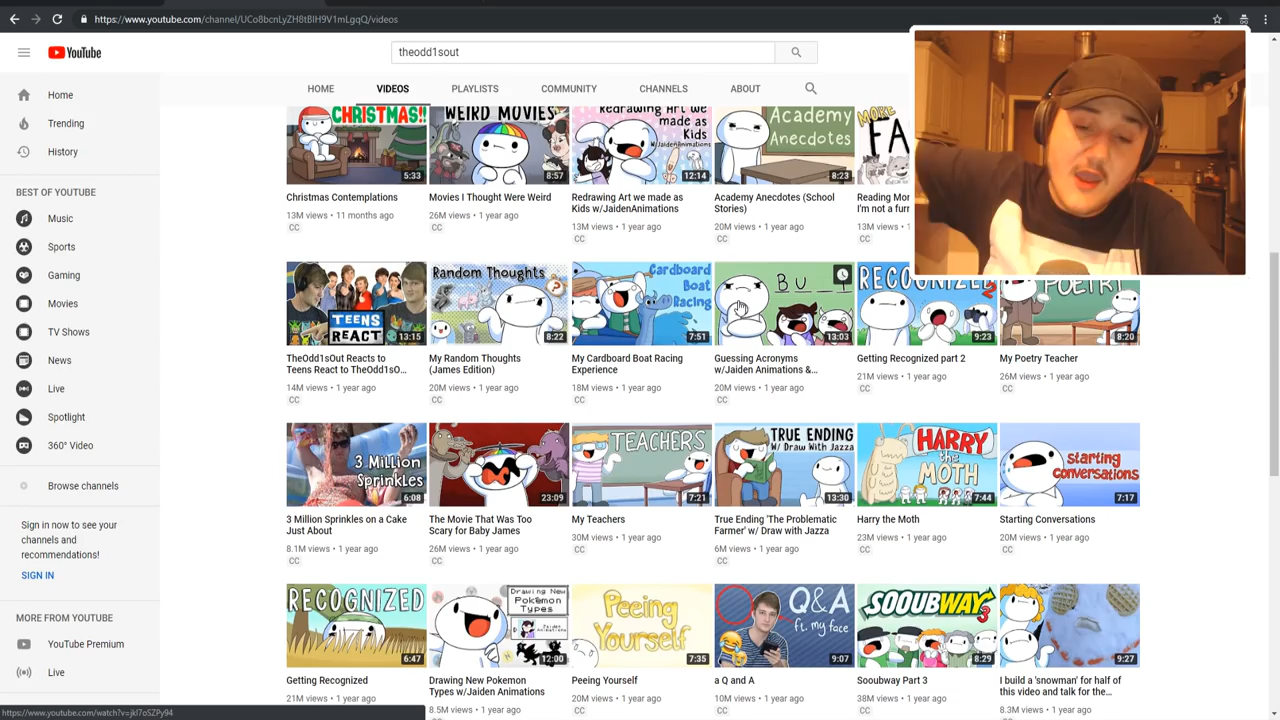 https://www.youtube.com/channel/UCo8bcnLyZH8tBIH9V1mLgqQ/videos
YouTube
theodd1sout
HOME VIDEOS PLAYLISTS COMMUNITY CHANNELS ABOUT
Home
Trending
History
BEST OF YOUTUBE
Music
Sports
Gaming
Movies
TV Shows
News
Live
Spotlight
360° Video
Browse channels
Sign in now to see your
channels and
recommendations!
SIGN IN
MORE FROM YOUTUBE
YouTube Premium
Live
https://www.youtube.com/watch?v=jkl7oSZPy94
CHRISTMAS!!
5:33
Christmas Contemplations
13M views • 11 months ago
CC
WEIRD MOVIES
8:57
Movies I Thought Were Weird
26M views • 1 year ago
CC
Redrawing Art we
made as
Kids
w/JaidenAnimations
12:14
Redrawing Art we made as
Kids w/JaidenAnimations
13M views • 1 year ago
CC
Academy
Anecdotes
8:23
Academy Anecdotes (School
Stories)
20M views • 1 year ago
CC
MORE
FA
Reading Mor
I'm not a furr
13M views •
CC
TEENS
REACT
13:15
TheOdd1sOut Reacts to
Teens React to TheOdd1sO...
14M views • 1 year ago
CC
Random Thoughts
8:22
My Random Thoughts
(James Edition)
20M views • 1 year ago
CC
Cardboard
Boat
Racing
7:51
My Cardboard Boat Racing
Experience
18M views • 1 year ago
CC
BU
13:03
Guessing Acronyms
w/Jaiden Animations &...
20M views • 1 year ago
CC
RECOGNIZED
2
9:23
Getting Recognized part 2
21M views • 1 year ago
CC
POETRY
8:20
My Poetry Teacher
26M views • 1 year ago
CC
3 Million
Sprinkles
6:08
3 Million Sprinkles on a Cake
Just About
8.1M views • 1 year ago
CC
23:09
The Movie That Was Too
Scary for Baby James
26M views • 1 year ago
CC
TEACHERS
7:21
My Teachers
30M views • 1 year ago
CC
TRUE ENDING
W/ Draw With Jazza
13:30
True Ending 'The Problematic
Farmer' w/ Draw with Jazza
6M views • 1 year ago
CC
HARRY
the
MOTH
7:44
Harry the Moth
23M views • 1 year ago
CC
Starting
Conversations
7:17
Starting Conversations
20M views • 1 year ago
CC
RECOGNIZED
6:47
Getting Recognized
21M views • 1 year ago
Drawing New
Pokémon
Types
12:00
Drawing New Pokemon
Types w/Jaiden Animations
8.5M views • 1 year ago
Peeing
Yourself
7:35
Peeing Yourself
20M views • 1 year ago
Q&A
ft. my
face
9:07
a Q and A
10M views • 1 year ago
SOOUBWAY
3
8:29
Sooubway Part 3
38M views • 1 year ago
9:27
I build a 'snowman' for half of
this video and talk for the...
8.3M views • 1 year ago